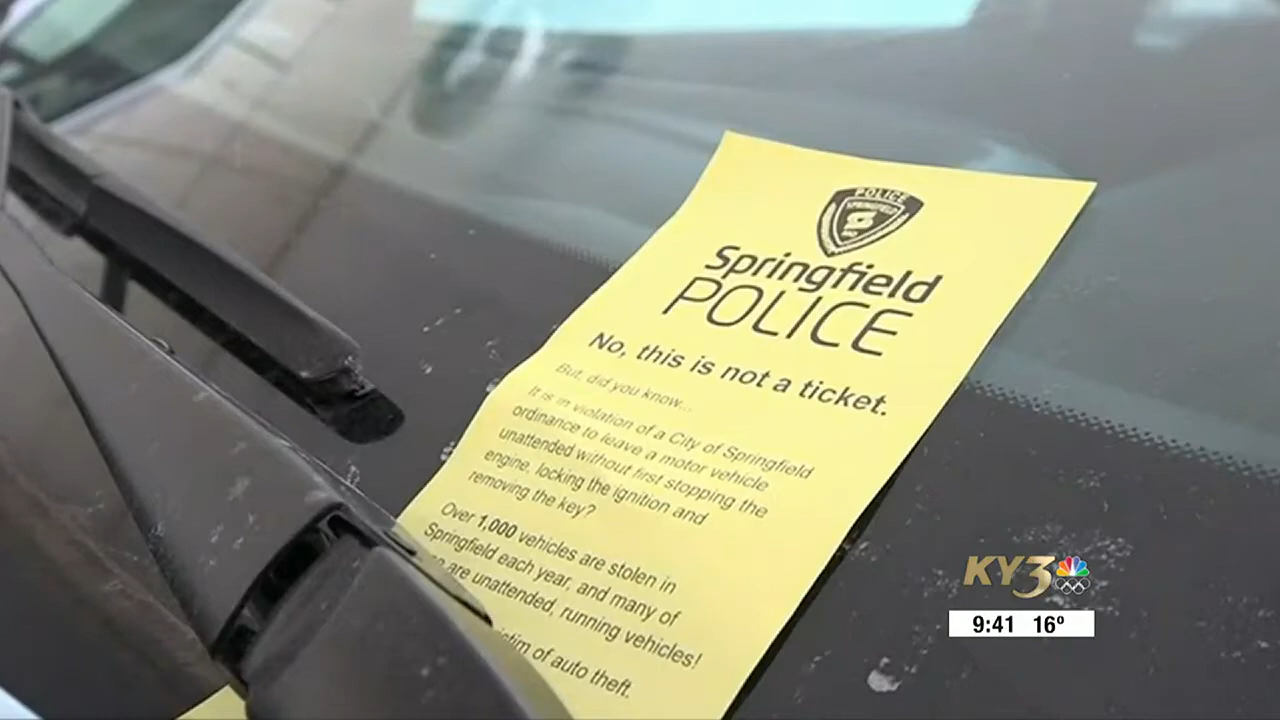 POLICE
SPRINGFIELD
MO
Springfield
POLICE
No, this is not a ticket.
But, did you know...
It is in violation of a City of Springfield
ordinance to leave a motor vehicle
unattended without first stopping the
engine, locking the ignition and
removing the key?
Over 1,000 vehicles are stolen in
Springfield each year, and many of
are unattended, running vehicles!
of auto theft.
KY3
9:41 16°